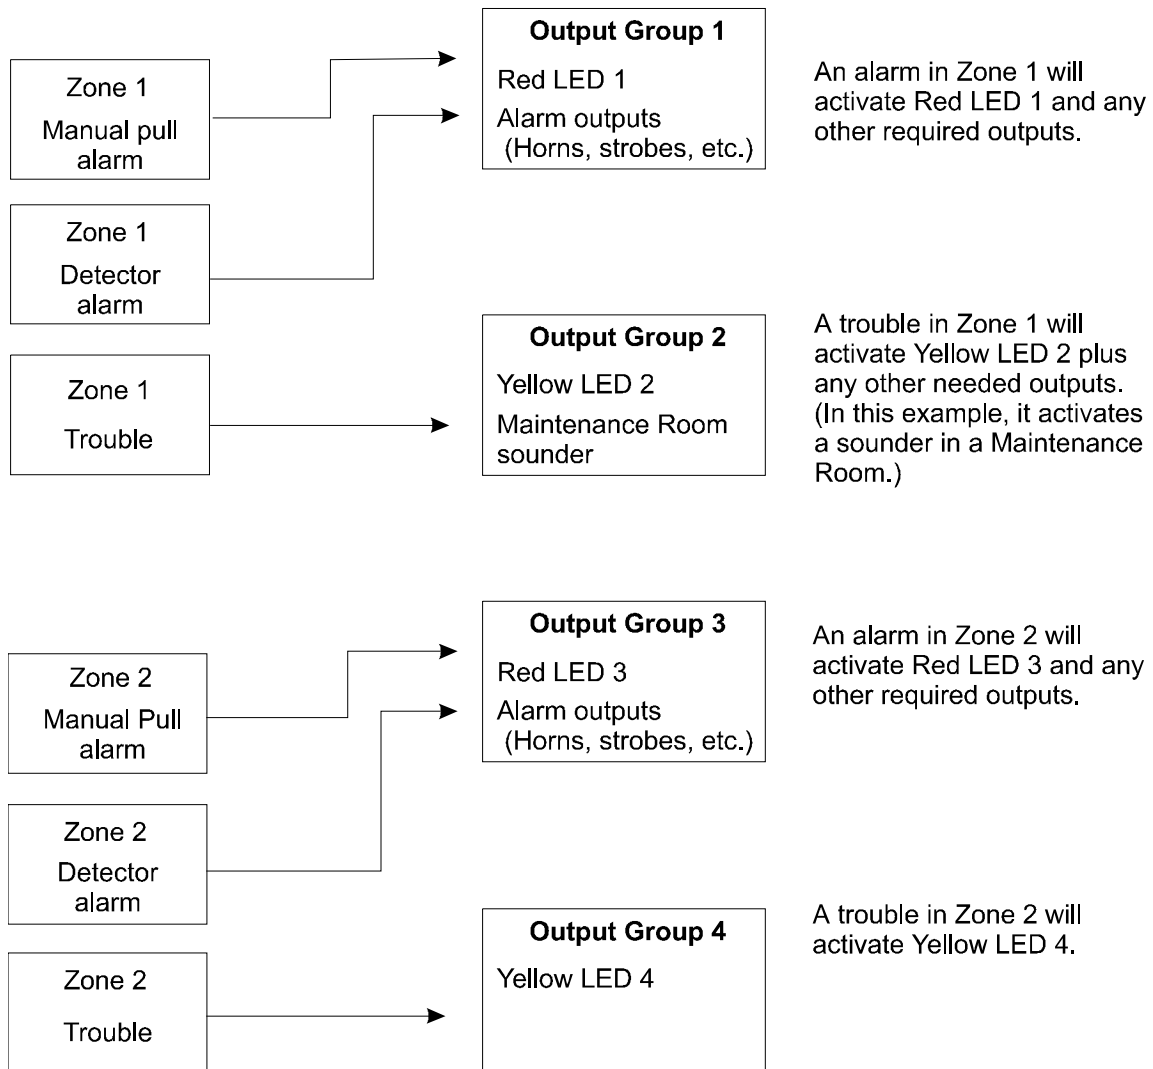 Zone 1
Manual pull
alarm
Output Group 1
Red LED 1
Alarm outputs
(Horns, strobes, etc.)
An alarm in Zone 1 will
activate Red LED 1 and any
other required outputs.
Zone 1
Detector
alarm
Zone 1
Trouble
Output Group 2
Yellow LED 2
Maintenance Room
sounder
A trouble in Zone 1 will
activate Yellow LED 2 plus
any other needed outputs.
(In this example, it activates
a sounder in a Maintenance
Room.)
Zone 2
Manual Pull
alarm
Output Group 3
Red LED 3
Alarm outputs
(Horns, strobes, etc.)
An alarm in Zone 2 will
activate Red LED 3 and any
other required outputs.
Zone 2
Detector
alarm
Zone 2
Trouble
Output Group 4
Yellow LED 4
A trouble in Zone 2 will
activate Yellow LED 4.